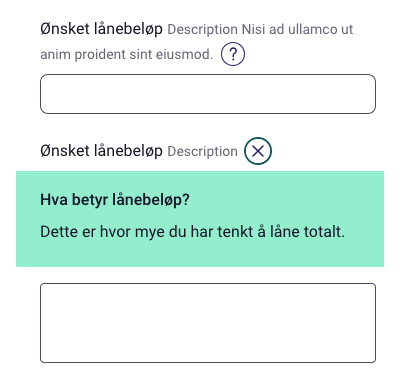 Ønsket lånebeløp Description Nisi ad ullamco ut
anim proident sint eiusmod. ?
Ønsket lånebeløp Description
Hva betyr lånebeløp?
Dette er hvor mye du har tenkt å låne totalt.